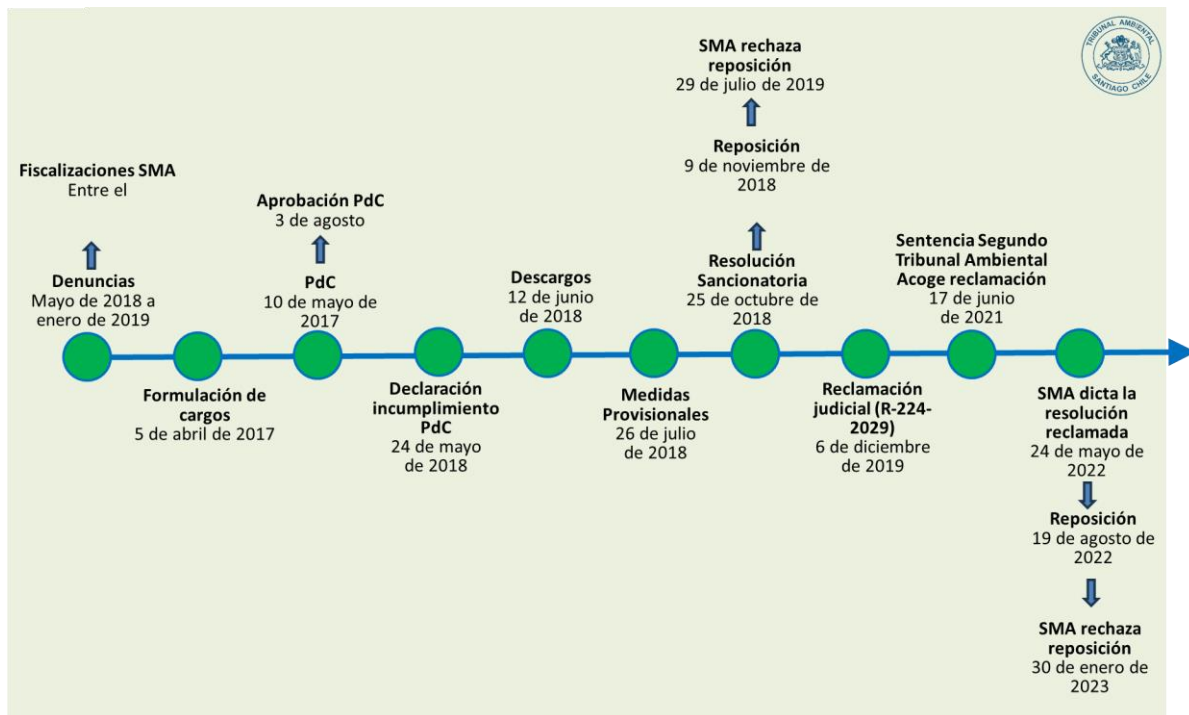 TRIBUNAL AMBIENTAL
SANTIAGO CHILE
Fiscalizaciones SMA
Entre el
Denuncias
Mayo de 2018 a
enero de 2019
Formulación de
cargos
5 de abril de 2017
Aprobación PdC
3 de agosto
PdC
10 de mayo de
2017
Declaración
incumplimiento
PdC
24 de mayo
de 2018
Descargos
12 de junio
de 2018
Medidas
Provisionales
26 de julio
de 2018
SMA rechaza
reposición
29 de julio de 2019
Reposición
9 de noviembre de
2018
Resolución
Sancionatoria
25 de octubre de
2018
Reclamación
judicial (R-224-
2029)
6 de diciembre
de 2019
Sentencia Segundo
Tribunal Ambiental
Acoge reclamación
17 de junio
de 2021
SMA dicta la
resolución
reclamada
24 de mayo de
2022
Reposición
19 de agosto de
2022
SMA rechaza
reposición
30 de enero de
2023